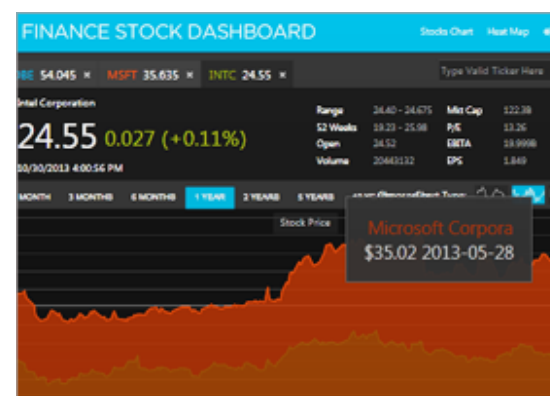 FINANCE STOCK DASHBOARD
Stocks Chart Heat Map
BE 54.045 × MSFT 35.635 × INTC 24.55 × Type Valid Ticker Here
Intel Corporation
24.55 0.027 (+0.11%)
10/30/2013 4:00:56 PM
Range 24.40 - 24.675 Mkt Cap 122.3B
52 Weeks 19.23 - 25.98 P/E 13.26
Open 24.52 EBITA 19.999B
Volume 20443132 EPS 1.849
MONTH 3 MONTHS 6 MONTHS 1 YEAR 2 YEARS 5 YEARS Type:
Stock Price
Microsoft Corpora
$35.02 2013-05-28